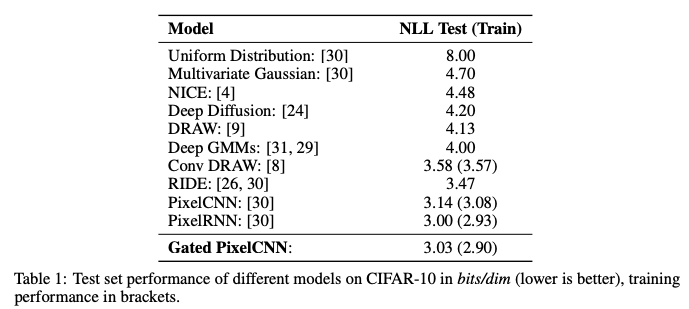 Model NLL Test (Train)
Uniform Distribution: [30] 8.00
Multivariate Gaussian: [30] 4.70
NICE: [4] 4.48
Deep Diffusion: [24] 4.20
DRAW: [9] 4.13
Deep GMMs: [31, 29] 4.00
Conv DRAW: [8] 3.58 (3.57)
RIDE: [26, 30] 3.47
PixelCNN: [30] 3.14 (3.08)
PixelRNN: [30] 3.00 (2.93)
Gated PixelCNN: 3.03 (2.90)
Table 1: Test set performance of different models on CIFAR-10 in bits/dim (lower is better), training
performance in brackets.